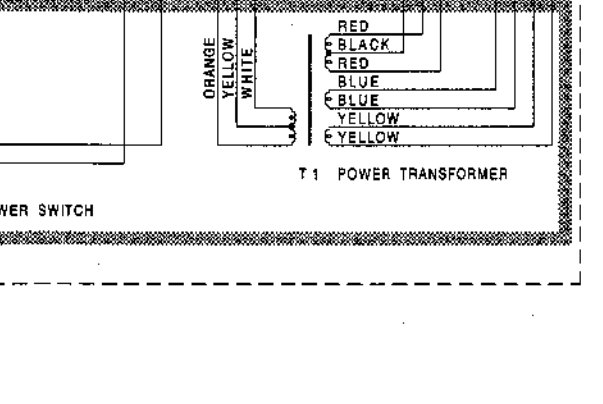 ORANGE
YELLOW
WHITE
RED
BLACK
RED
BLUE
BLUE
YELLOW
YELLOW
T1 POWER TRANSFORMER
WER SWITCH